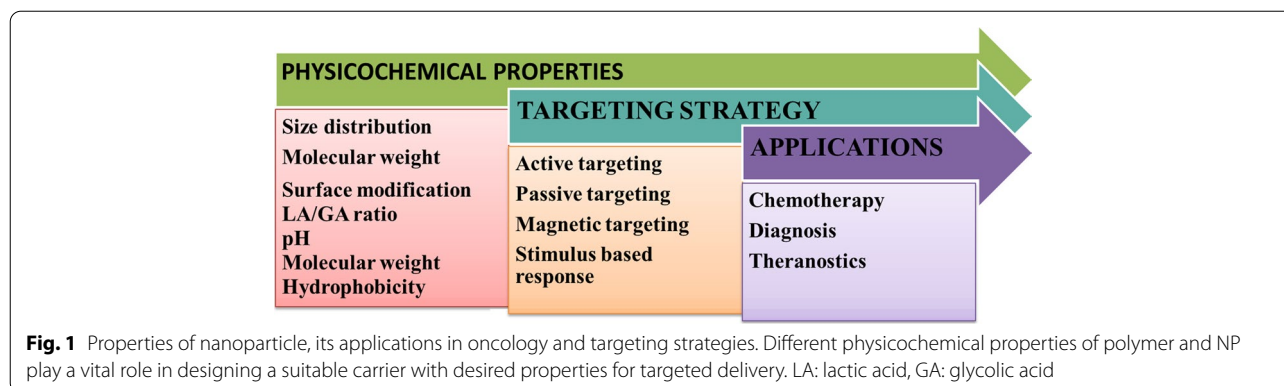 PHYSICOCHEMICAL PROPERTIES
Size distribution
Molecular weight
Surface modification
LA/GA ratio
pH
Molecular weight
Hydrophobicity
TARGETING STRATEGY
Active targeting
Passive targeting
Magnetic targeting
Stimulus based
response
APPLICATIONS
Chemotherapy
Diagnosis
Theranostics
Fig. 1 Properties of nanoparticle, its applications in oncology and targeting strategies. Different physicochemical properties of polymer and NP
play a vital role in designing a suitable carrier with desired properties for targeted delivery. LA: lactic acid, GA: glycolic acid